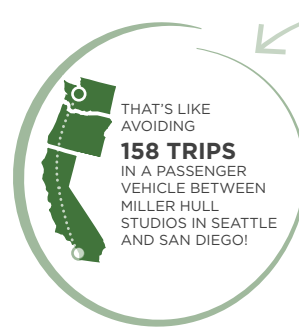 THAT'S LIKE
AVOIDING
158 TRIPS
IN A PASSENGER
VEHICLE BETWEEN
MILLER HULL
STUDIOS IN SEATTLE
AND SAN DIEGO!